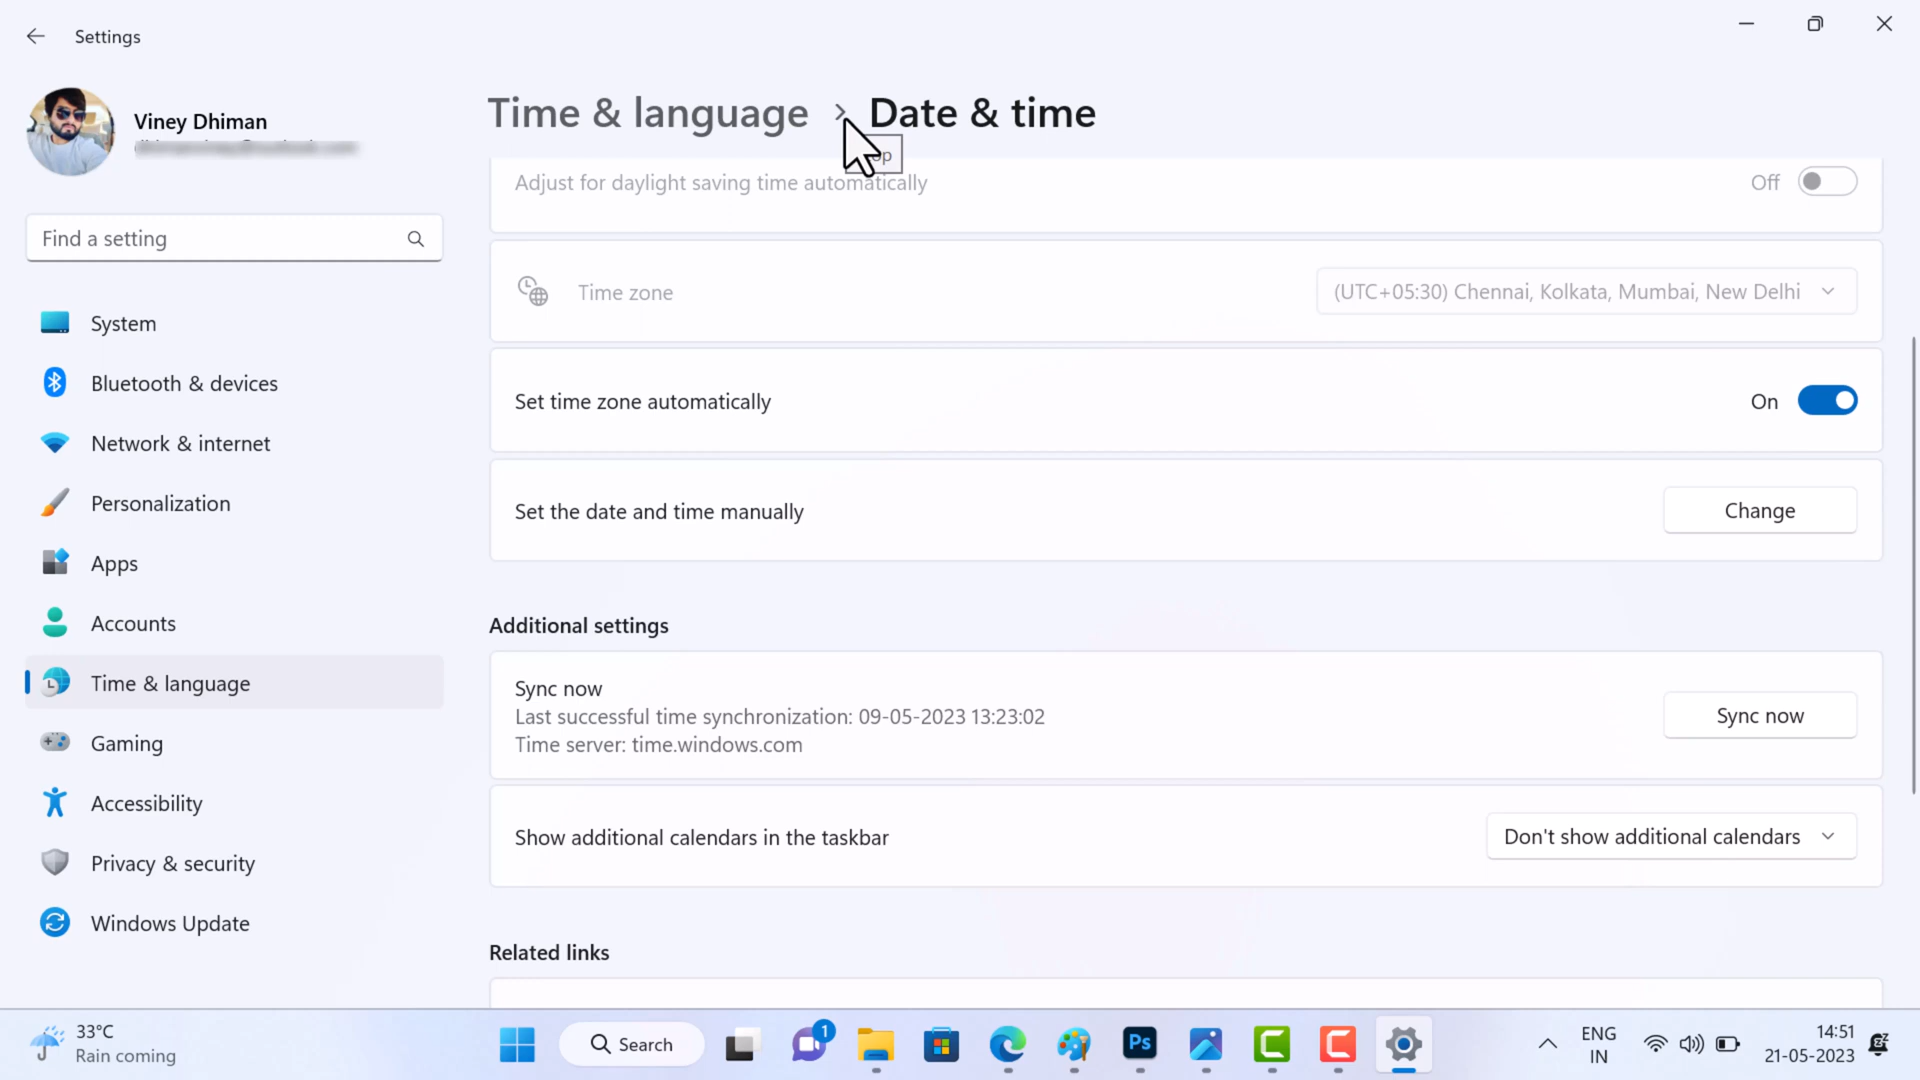 Settings
Viney Dhiman
Find a setting
System
Bluetooth & devices
Network & internet
Personalization
Apps
Accounts
Time & language
Gaming
Accessibility
Privacy & security
Windows Update
Time & language > Date & time
Adjust for daylight saving time automatically
Off
Time zone
(UTC+05:30) Chennai, Kolkata, Mumbai, New Delhi
Set time zone automatically
On
Set the date and time manually
Change
Additional settings
Sync now
Last successful time synchronization: 09-05-2023 13:23:02
Time server: time.windows.com
Sync now
Show additional calendars in the taskbar
Don't show additional calendars
Related links
33°C
Rain coming
Search
1
Ps
ENG
IN
14:51
21-05-2023